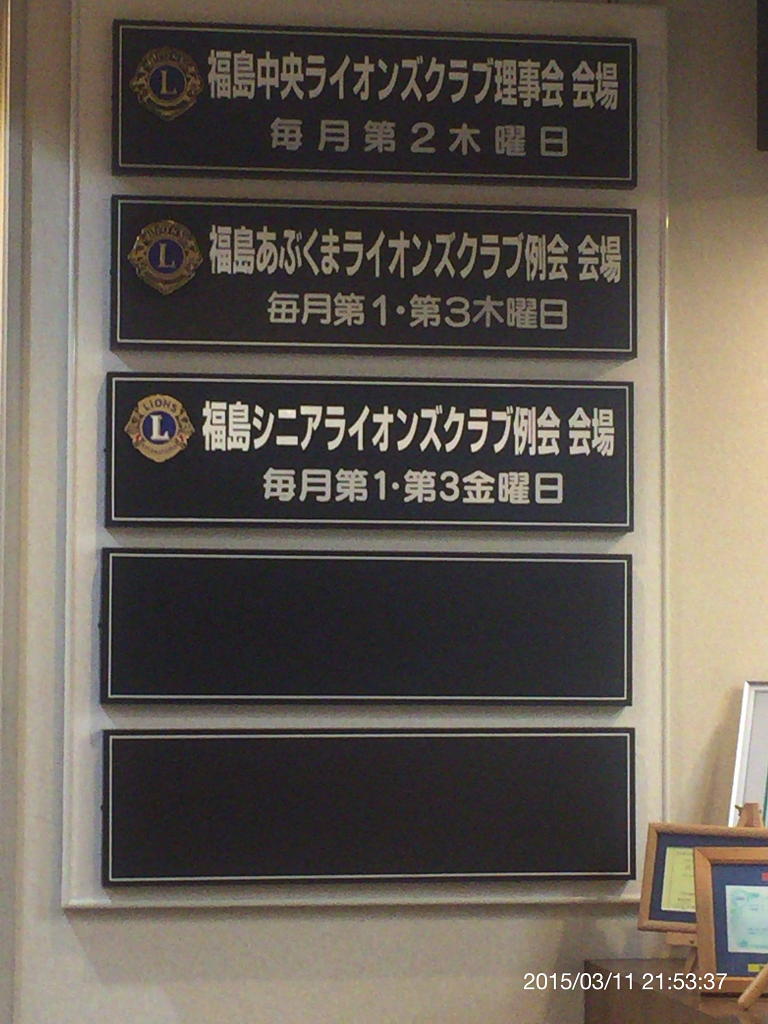 福島中央ライオンズクラブ理事会 会場
毎月第2木曜日
福島あぶくまライオンズクラブ例会 会場
毎月第1・第3木曜日
LIONS
L
福島シニアライオンズクラブ例会 会場
毎月第1・第3金曜日
2015/03/11 21:53:37